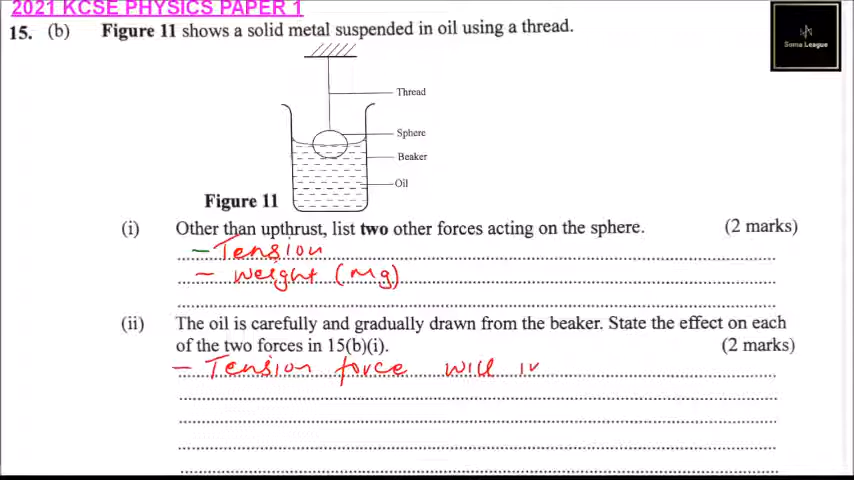 2021 KCSE PHYSICS PAPER 1
15. (b) Figure 11 shows a solid metal suspended in oil using a thread.
Soma League
Thread
Sphere
Beaker
Oil
Figure 11
(i) Other than upthrust, list two other forces acting on the sphere. (2 marks)
- Tension
- Weight (Mg)
(ii) The oil is carefully and gradually drawn from the beaker. State the effect on each
of the two forces in 15(b)(i). (2 marks)
- Tension force will in